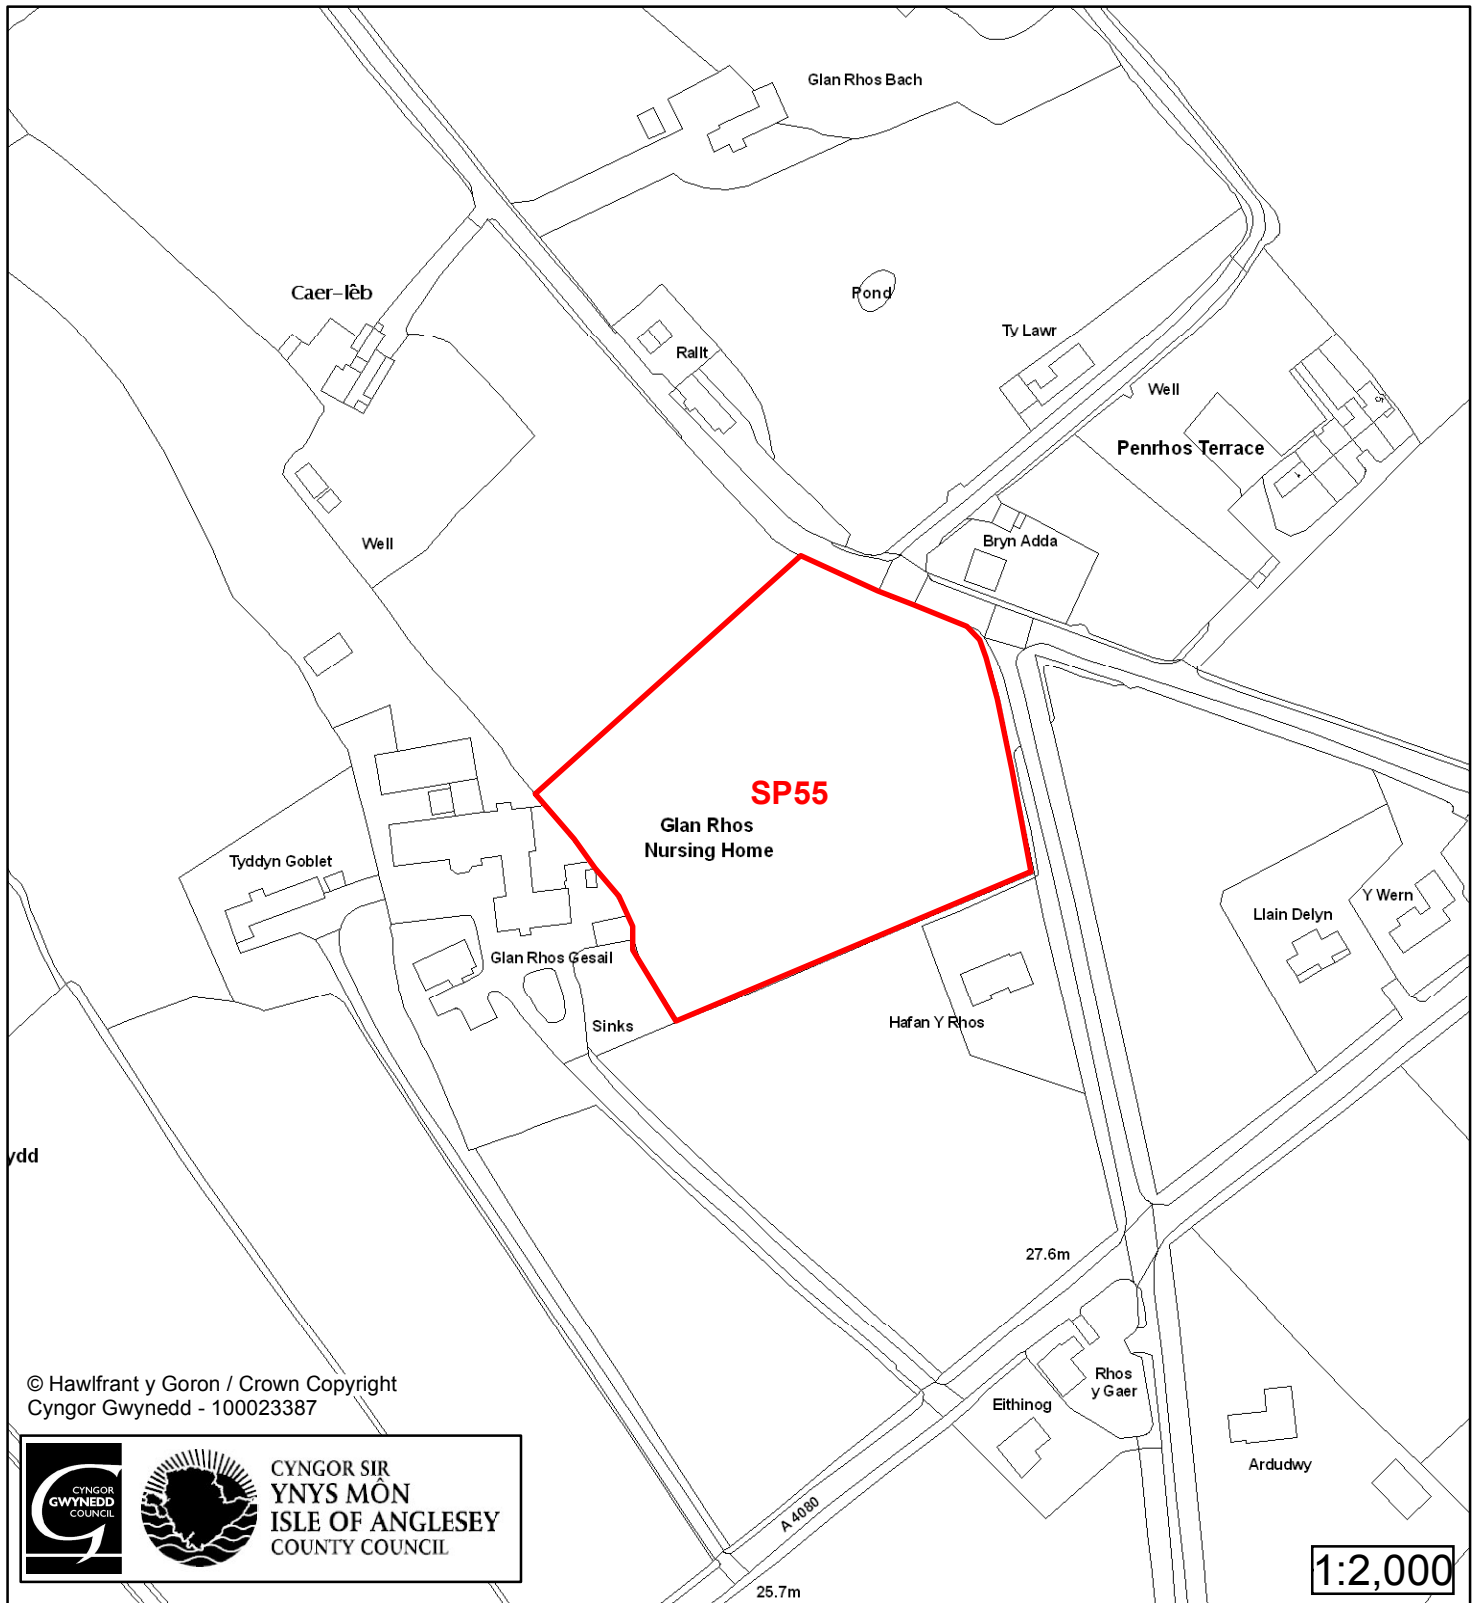 Glan Rhos Bach
Caer-lêb
Pond
Ty Lawr
Rallt
Well
5
Penrhos Terrace
1
Well
Bryn Adda
SP55
Glan Rhos
Nursing Home
Tyddyn Goblet
Y Wern
Llain Delyn
Glan Rhos Gesail
Sinks
Hafan Y Rhos
ydd
27.6m
Rhos
y Gaer
Eithinog
Ardudwy
A 4080
25.7m
© Hawlfraint y Goron / Crown Copyright
Cyngor Gwynedd - 100023387
CYNGOR
GWYNEDD
COUNCIL
CYNGOR SIR
YNYS MÔN
ISLE OF ANGLESEY
COUNTY COUNCIL
1:2,000